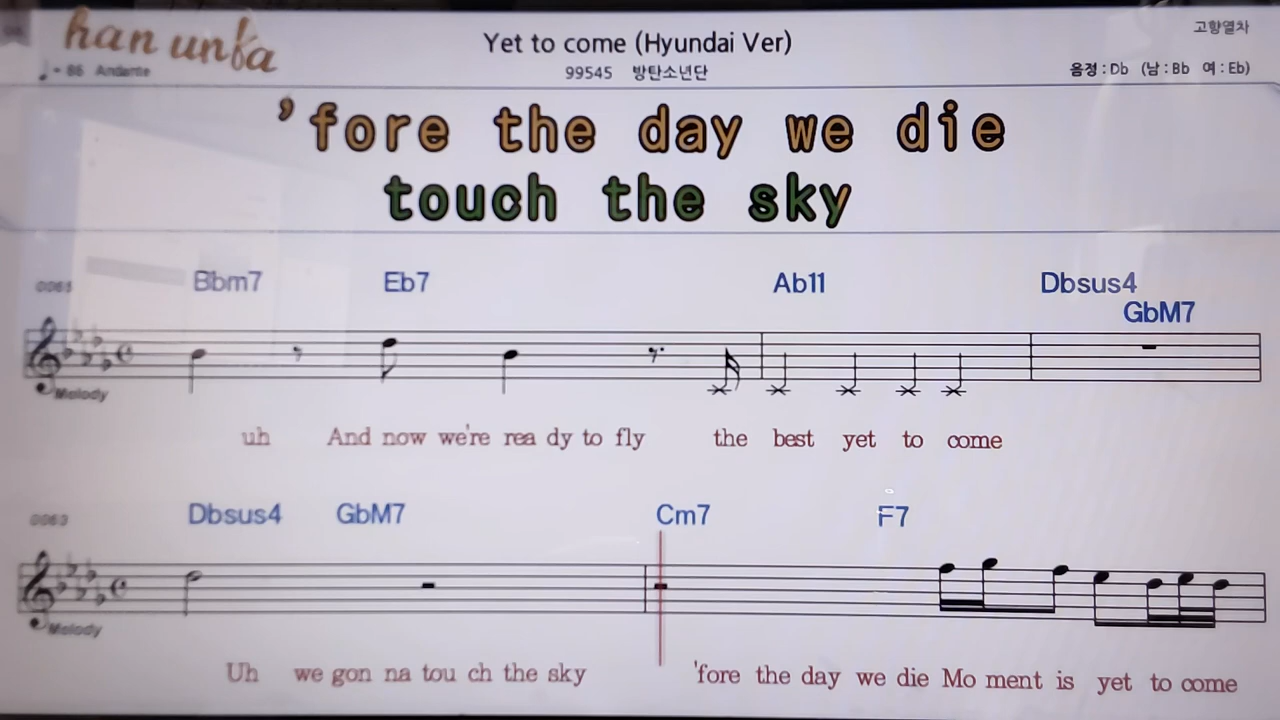 han unfa
Yet to come (Hyundai Ver)
고향열차
♩= 86 Andante
99545 방탄소년단
음정 : Db (남 : Bb 여 : Eb)
'fore the day we die
touch the sky
Bbm7 Eb7 Ab11 Dbsus4
GbM7
Melody
uh And now we're rea dy to fly the best yet to come
0063 Dbsus4 GbM7 Cm7 F7
Melody
Uh we gon na tou ch the sky 'fore the day we die Mo ment is yet to come